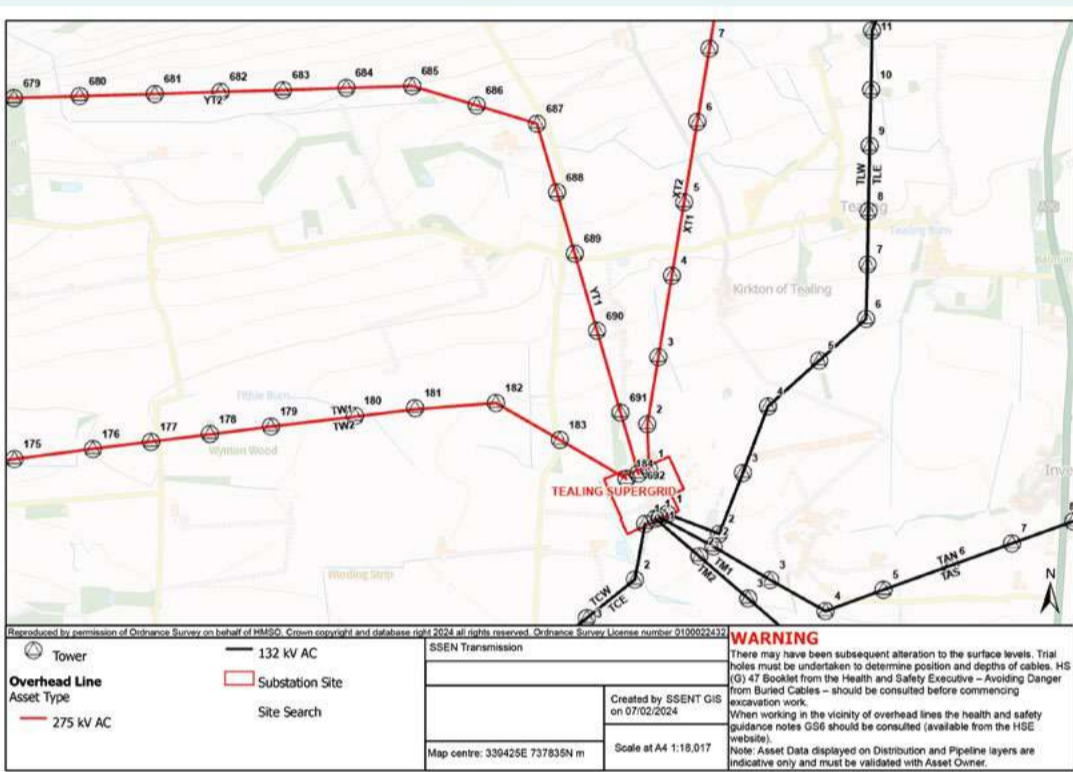 679
680
681
682
683
684
685
686
687
688
689
690
691
692
YT2
YT1
7
6
5
4
3
2
1
XT2
XT1
11
10
9
8
7
6
5
4
3
2
TLW
TLE
Tealing
Tealing Burn
Kirkton of Tealing
Fithie Burn
Wynton Wood
175
176
177
178
179
180
181
182
183
184
TW1
TW2
TEALING SUPERGRID
1
1
2
2
TM1
TM2
3
3
4
5
TAN 6
TAS
7
8
2
TCW
TCE
N
Reproduced by permission of Ordnance Survey on behalf of HMSO. Crown copyright and database right 2024 all rights reserved. Ordnance Survey License number 0100022432
Tower
Overhead Line
Asset Type
275 kV AC
132 kV AC
Substation Site
Site Search
SSEN Transmission
Created by SSENT GIS
on 07/02/2024
Map centre: 339425E 737835N m
Scale at A4 1:18,017
WARNING
There may have been subsequent alteration to the surface levels. Trial
holes must be undertaken to determine position and depths of cables. HS
(G) 47 Booklet from the Health and Safety Executive – Avoiding Danger
from Buried Cables – should be consulted before commencing
excavation work.
When working in the vicinity of overhead lines the health and safety
guidance notes GS6 should be consulted (available from the HSE
website).
Note: Asset Data displayed on Distribution and Pipeline layers are
indicative only and must be validated with Asset Owner.